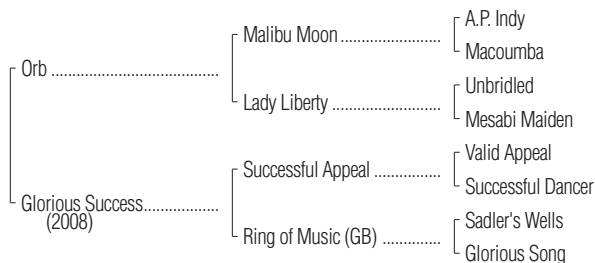 A.P. Indy
Malibu Moon ........................
Macoumba
Orb ........................................
Unbridled
Lady Liberty ..........................
Mesabi Maiden
Valid Appeal
Successful Appeal ................
Successful Dancer
Glorious Success..................
(2008)
Sadler's Wells
Ring of Music (GB) ..............
Glorious Song